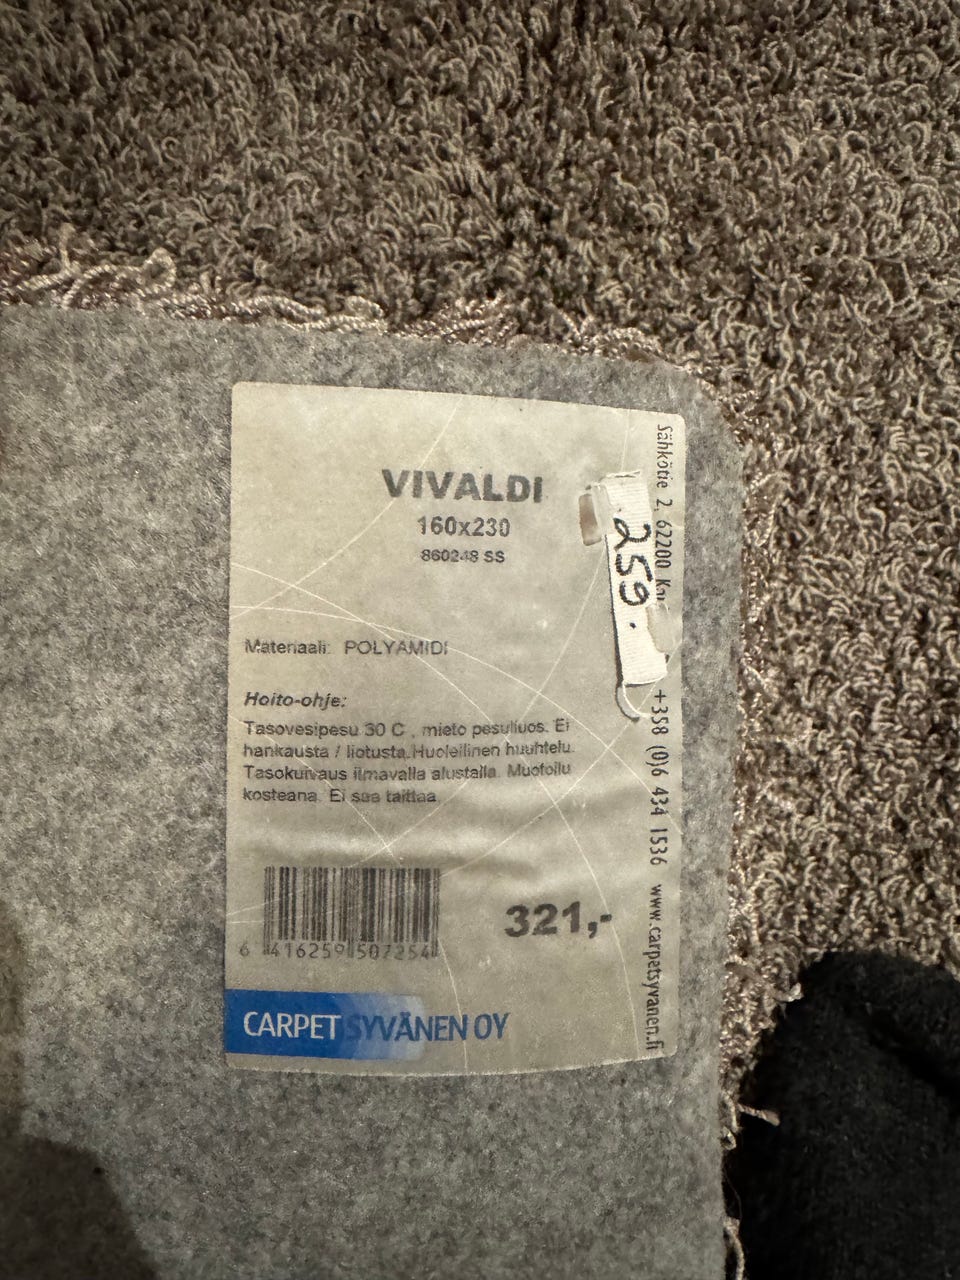 VIVALDI
160x230
860248 SS
Materiaali: POLYAMIDI
Hoito-ohje:
Tasovesipesu 30 C , mieto pesuliuos. Ei
hankausta / liotusta. Huolellinen huuhtelu.
Tasokuivaus ilmavalla alustalla. Muotoilu
kosteana. Ei saa taittaa.
321,-
6 416259 507254
CARPET SYVÄNEN OY
259.
Sähkötie 2, 62200
+358 (0)6 434 1536 www.carpetsyvanen.fi